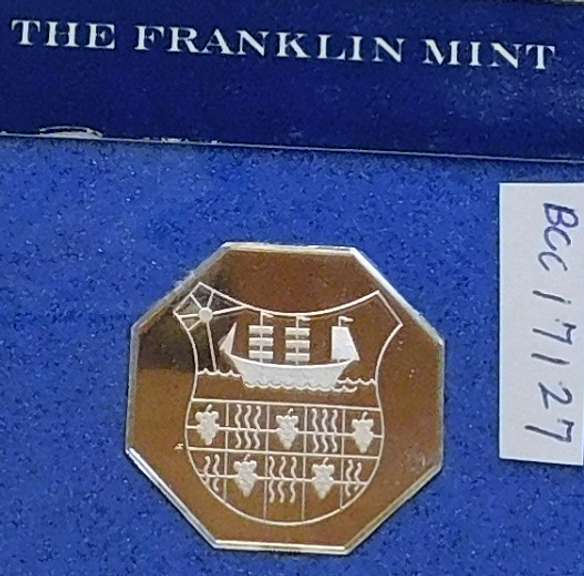 THE FRANKLIN MINT
BCC 17127